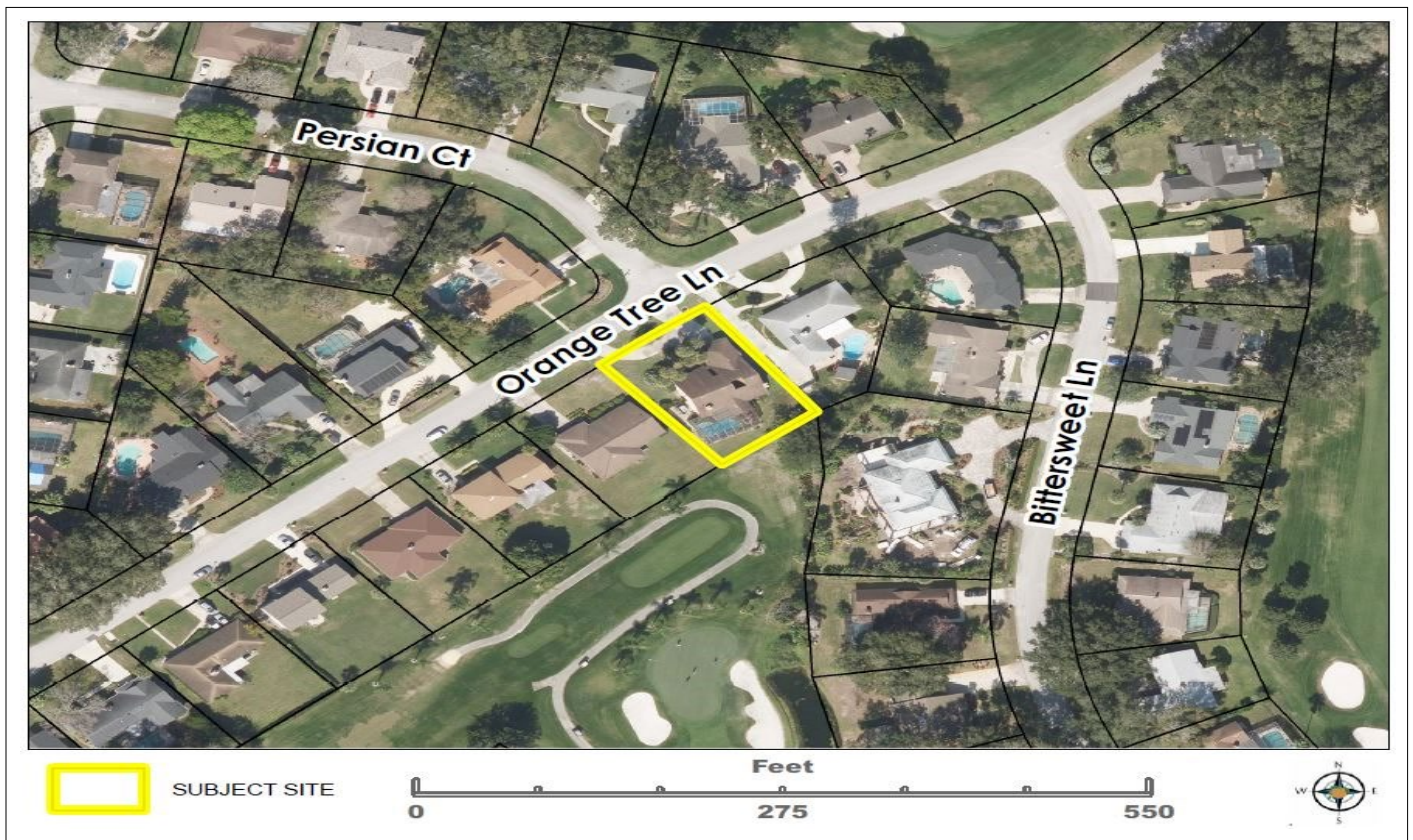 Persian Ct
Orange Tree Ln
Bittersweet Ln
SUBJECT SITE
Feet
0 275 550
N
W E
S